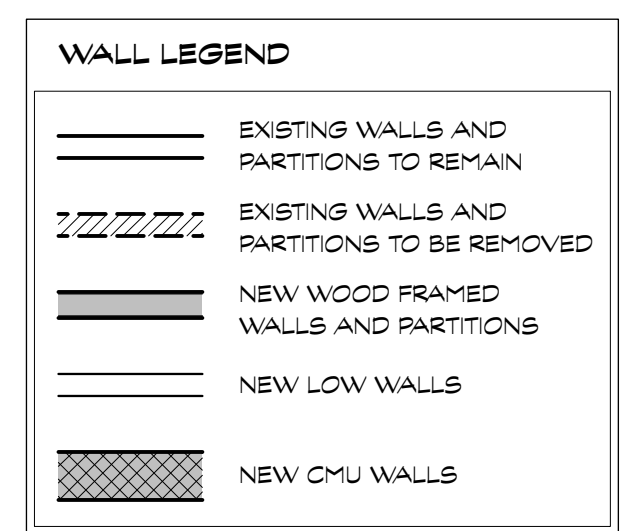 WALL LEGEND
EXISTING WALLS AND
PARTITIONS TO REMAIN
EXISTING WALLS AND
PARTITIONS TO BE REMOVED
NEW WOOD FRAMED
WALLS AND PARTITIONS
NEW LOW WALLS
NEW CMU WALLS